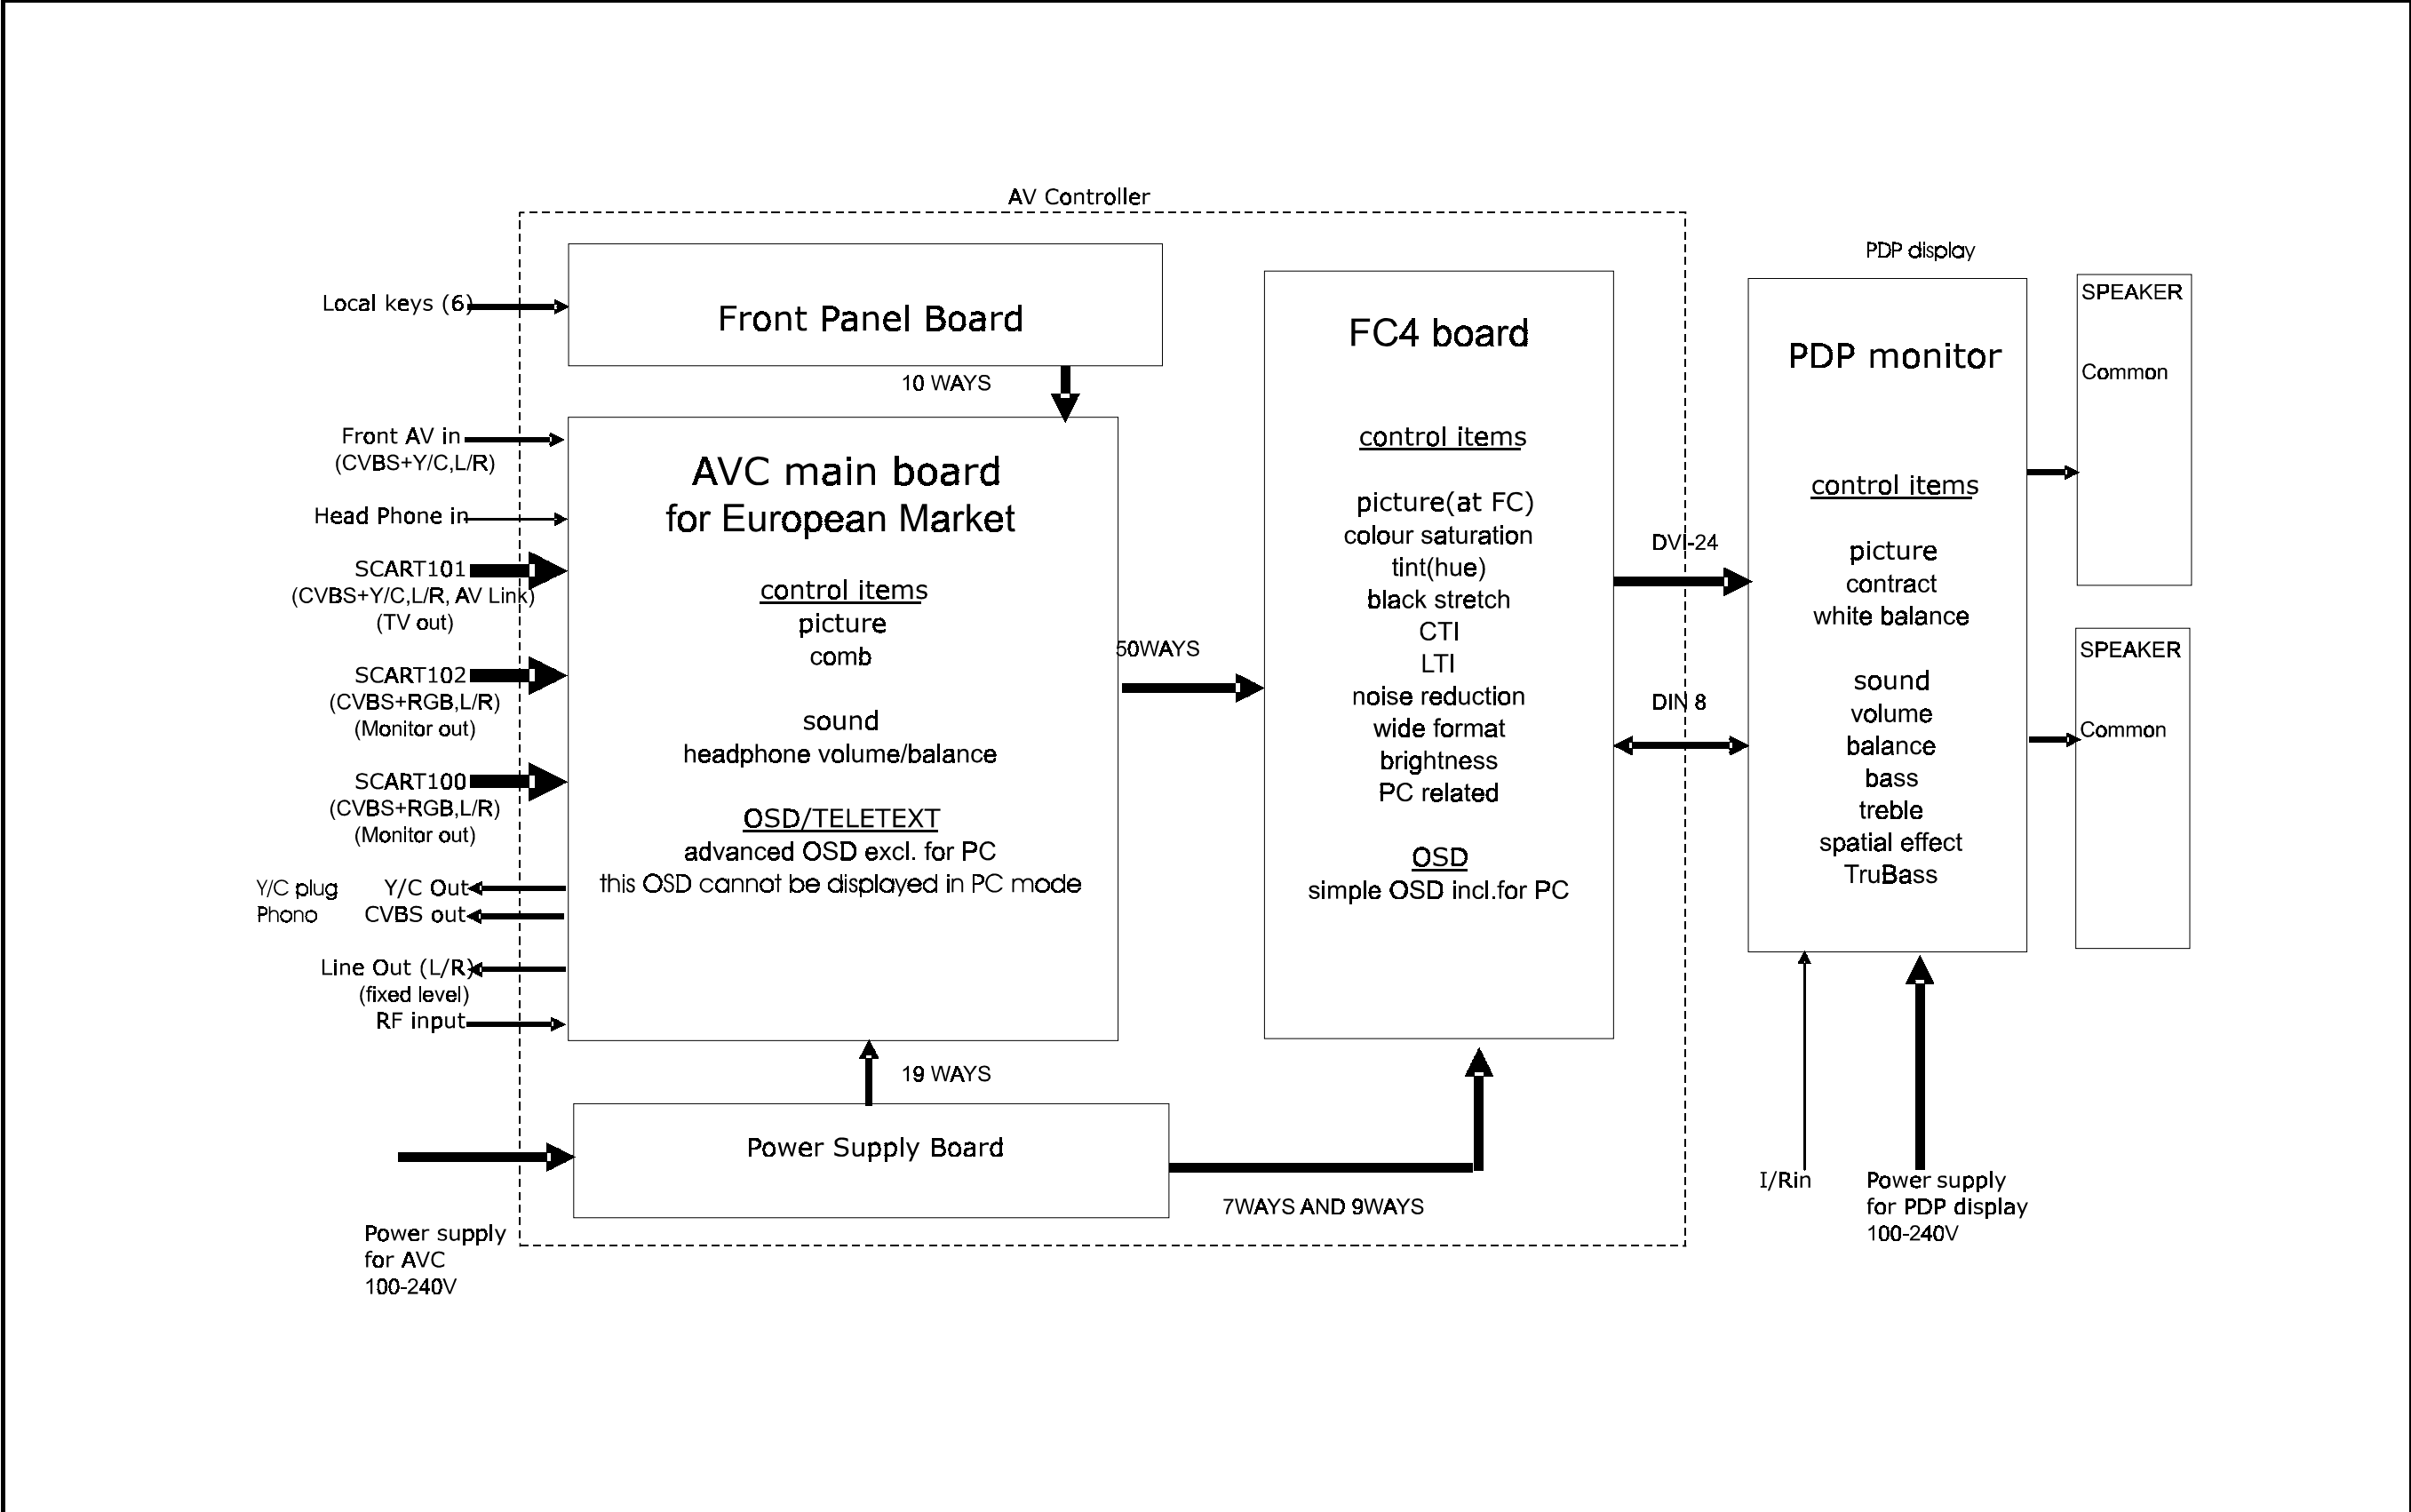 AV Controller
PDP display
Local keys (6)
Front Panel Board
10 WAYS
Front AV in
(CVBS+Y/C,L/R)
Head Phone in
SCART101
(CVBS+Y/C,L/R, AV Link)
(TV out)
SCART102
(CVBS+RGB,L/R)
(Monitor out)
SCART100
(CVBS+RGB,L/R)
(Monitor out)
Y/C plug Y/C Out
Phono CVBS out
Line Out (L/R)
(fixed level)
RF input
AVC main board
for European Market
control items
picture
comb
sound
headphone volume/balance
OSD/TELETEXT
advanced OSD excl. for PC
this OSD cannot be displayed in PC mode
50WAYS
19 WAYS
Power Supply Board
7WAYS AND 9WAYS
Power supply
for AVC
100-240V
FC4 board
control items
picture(at FC)
colour saturation
tint(hue)
black stretch
CTI
LTI
noise reduction
wide format
brightness
PC related
OSD
simple OSD incl.for PC
DVI-24
DIN 8
PDP monitor
control items
picture
contract
white balance
sound
volume
balance
bass
treble
spatial effect
TruBass
SPEAKER
Common
SPEAKER
Common
I/Rin
Power supply
for PDP display
100-240V